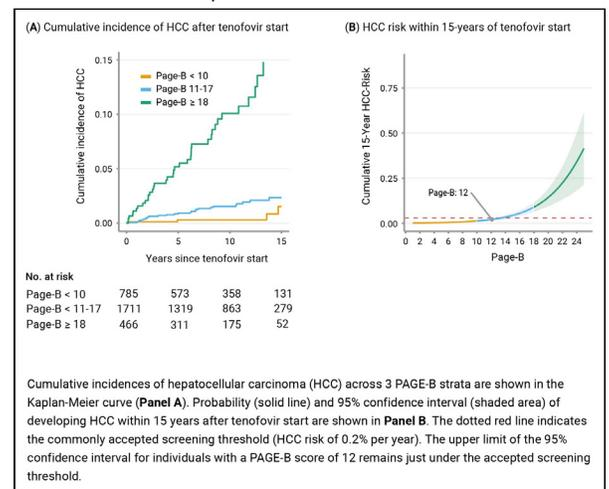 (A) Cumulative incidence of HCC after tenofovir start
(B) HCC risk within 15-years of tenofovir start
Cumulative incidence of HCC
0.15
0.10
0.05
0.00
Page-B < 10
Page-B 11-17
Page-B ≥ 18
0 5 10 15
Years since tenofovir start
Cumulative 15-Year HCC-Risk
0.75
0.50
0.25
0.00
Page-B: 12
0 2 4 6 8 10 12 14 16 18 20 22 24
Page-B
No. at risk
Page-B < 10 785 573 358 131
Page-B < 11-17 1711 1319 863 279
Page-B ≥ 18 466 311 175 52
Cumulative incidences of hepatocellular carcinoma (HCC) across 3 PAGE-B strata are shown in the
Kaplan-Meier curve (Panel A). Probability (solid line) and 95% confidence interval (shaded area) of
developing HCC within 15 years after tenofovir start are shown in Panel B. The dotted red line indicates
the commonly accepted screening threshold (HCC risk of 0.2% per year). The upper limit of the 95%
confidence interval for individuals with a PAGE-B score of 12 remains just under the accepted screening
threshold.